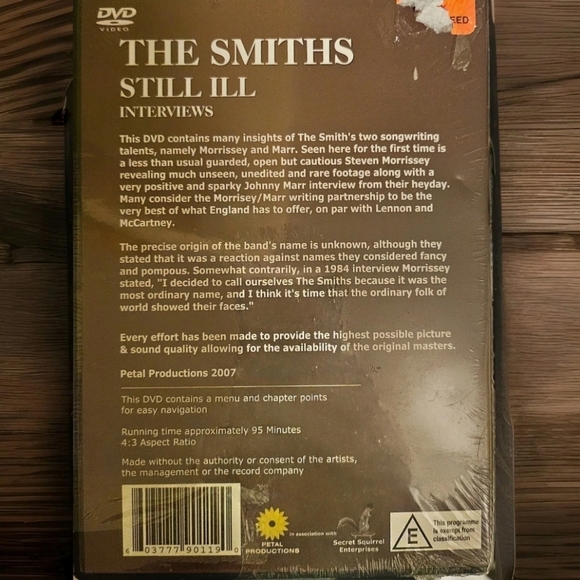 DVD
VIDEO
EED
THE SMITHS
STILL ILL
INTERVIEWS
This DVD contains many insights of The Smith's two songwriting
talents, namely Morrissey and Marr. Seen here for the first time is
a less than usual guarded, open but cautious Steven Morrissey
revealing much unseen, unedited and rare footage along with a
very positive and sparky Johnny Marr interview from their heyday.
Many consider the Morrisey/Marr writing partnership to be the
very best of what England has to offer, on par with Lennon and
McCartney.
The precise origin of the band's name is unknown, although they
stated that it was a reaction against names they considered fancy
and pompous. Somewhat contrarily, in a 1984 interview Morrissey
stated, "I decided to call ourselves The Smiths because it was the
most ordinary name, and I think it's time that the ordinary folk of
world showed their faces."
Every effort has been made to provide the highest possible picture
& sound quality allowing for the availability of the original masters.
Petal Productions 2007
This DVD contains a menu and chapter points
for easy navigation
Running time approximately 95 Minutes
4:3 Aspect Ratio
Made without the authority or consent of the artists,
the management or the record company
6 03777 90119 0
PETAL
PRODUCTIONS
in association with
Secret Squirrel
Enterprises
E
This programme
is exempt from
classification